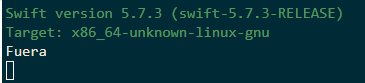 Swift version 5.7.3 (swift-5.7.3-RELEASE)
Target: x86_64-unknown-linux-gnu
Fuera